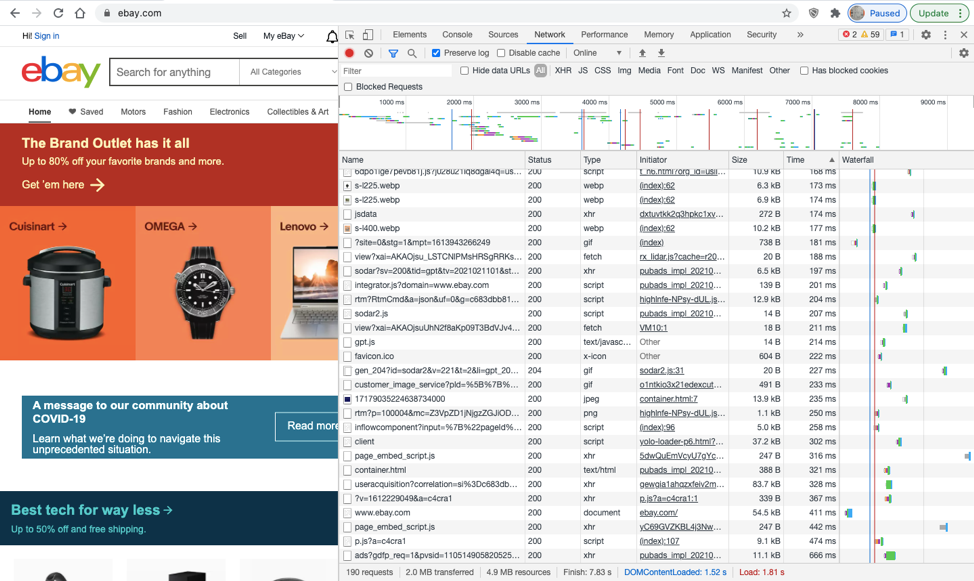 ebay.com
Paused
Update
Hi! Sign in
Sell
My eBay
Elements
Console
Sources
Network
Performance
Memory
Application
Security
2
59
1
Preserve log
Disable cache
Online
ebay
Search for anything
All Categories
Filter
Hide data URLs
All
XHR
JS
CSS
Img
Media
Font
Doc
WS
Manifest
Other
Has blocked cookies
Blocked Requests
Home
Saved
Motors
Fashion
Electronics
Collectibles & Art
1000 ms
2000 ms
3000 ms
4000 ms
5000 ms
6000 ms
7000 ms
8000 ms
9000 ms
The Brand Outlet has it all
Up to 80% off your favorite brands and more.
Get 'em here →
Cuisinart →
OMEGA →
Lenovo →
A message to our community about
COVID-19
Learn what we're doing to navigate this
unprecedented situation.
Read more
Best tech for way less →
Up to 50% off and free shipping.
Name Status Type Initiator Size Time Waterfall
200 script 10.9 kB 168 ms
s-l225.webp 200 webp (index):62 6.3 kB 173 ms
s-l225.webp 200 webp (index):62 6.9 kB 174 ms
jsdata 200 xhr dxtuvtkk2q3hpkc1xv... 272 B 174 ms
s-l400.webp 200 webp (index):62 10.2 kB 177 ms
?site=0&stg=1&mpt=1613943266249 200 gif (index) 738 B 181 ms
view?xai=AKAOjsu_LSTCNIPMsHRSgRRKs... 200 fetch rx_lidar.js?cache=r20... 20 B 188 ms
sodar?sv=200&tid=gpt&tv=2021021101&st... 200 xhr pubads_impl_20210... 6.5 kB 197 ms
integrator.js?domain=www.ebay.com 200 script pubads_impl_20210... 139 B 201 ms
rtm?RtmCmd&a=json&uf=0&g=c683dbb81... 200 script highlnfe-NPsy-dUL.js... 12.9 kB 204 ms
sodar2.js 200 script pubads_impl_20210... 14 B 207 ms
view?xai=AKAOjsuUhN2f8aKp09T3BdVJv4... 200 fetch VM10:1 18 B 211 ms
gpt.js 200 text/javasc... Other 14 B 214 ms
favicon.ico 200 x-icon Other 604 B 222 ms
gen_204?id=sodar2&v=221&t=2&li=gpt_20... 204 gif sodar2.js:31 20 B 227 ms
customer_image_service?pld=%5B%7B%... 200 gif o1ntkio3x21edexcut... 491 B 233 ms
17179035224638734000 200 jpeg container.html:7 13.9 kB 235 ms
rtm?p=100004&mc=Z3VpZD1jNjgzZGJiOD... 200 png highlnfe-NPsy-dUL.js... 1.1 kB 250 ms
inflowcomponent?input=%7B%22pageId%... 200 script (index):96 5.0 kB 258 ms
client 200 script yolo-loader-p6.html?... 37.2 kB 302 ms
page_embed_script.js 200 xhr 5dwQuEmVcyU7gYc... 247 B 316 ms
container.html 200 text/html pubads_impl_20210... 388 B 321 ms
useracquisition?correlation=si%3Dc683db... 200 xhr gewgia1ahqzxfeiv2m... 83.7 kB 328 ms
?v=1612229049&a=c4cra1 200 xhr p.js?a=c4cra1:1 339 B 367 ms
www.ebay.com 200 document ebay.com/ 54.5 kB 411 ms
page_embed_script.js 200 xhr yC69GVZKBL4j3Nw... 247 B 442 ms
p.js?a=c4cra1 200 script (index):107 9.1 kB 474 ms
ads?gdfp_req=1&pvsid=110514905820525... 200 xhr pubads_impl_20210... 11.1 kB 666 ms
190 requests
2.0 MB transferred
4.9 MB resources
Finish: 7.83 s
DOMContentLoaded: 1.52 s
Load: 1.81 s